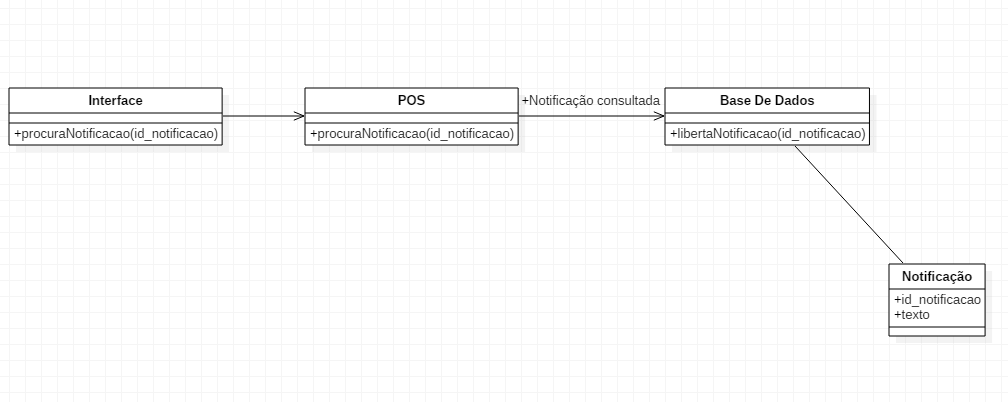 Interface
+procuraNotificacao(id_notificacao)
POS
+procuraNotificacao(id_notificacao)
+Notificação consultada
Base De Dados
+libertaNotificacao(id_notificacao)
Notificação
+id_notificacao
+texto